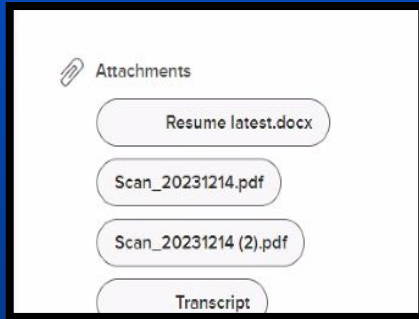 Attachments
Resume latest.docx
Scan_20231214.pdf
Scan_20231214 (2).pdf
Transcript